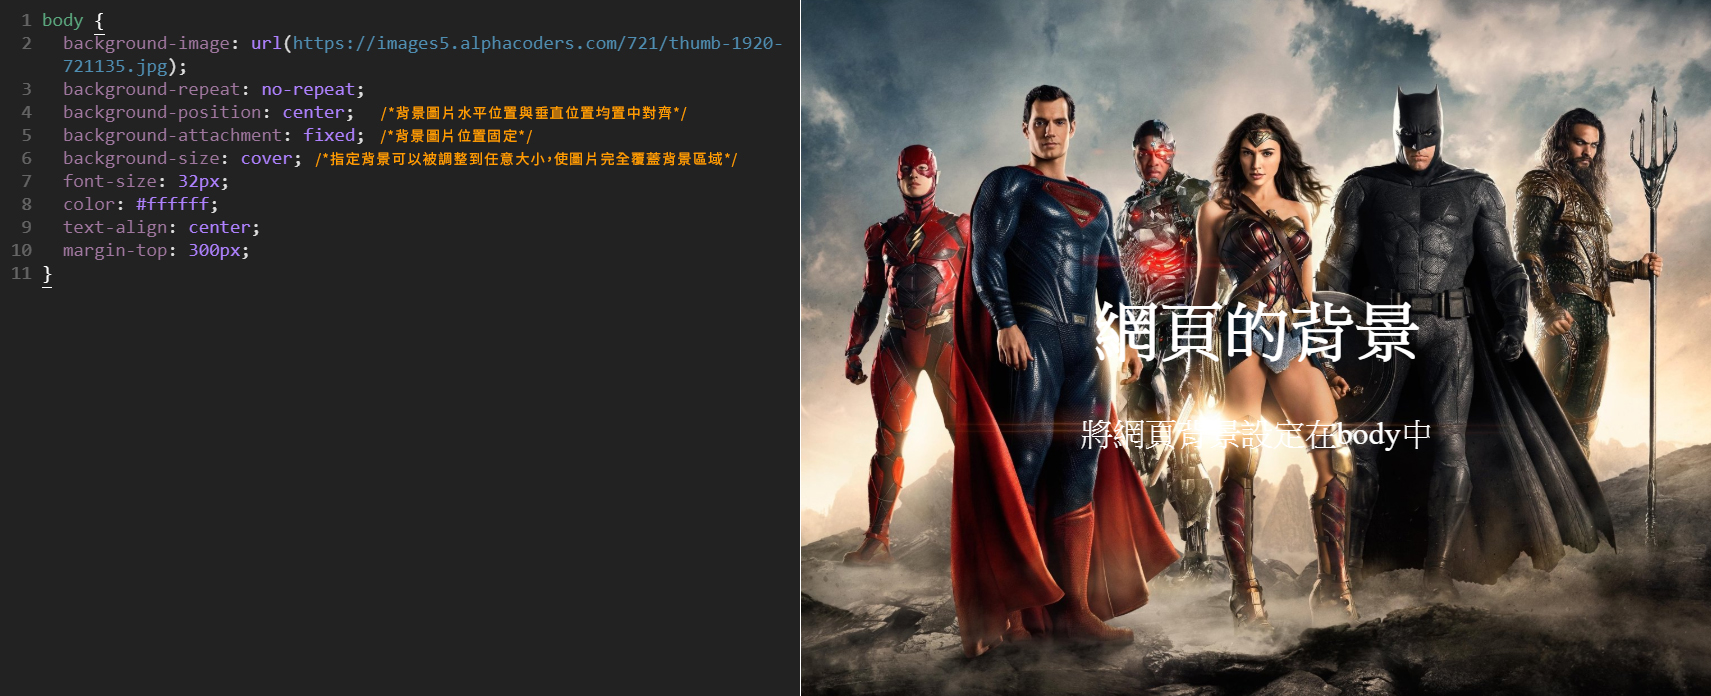 1 body {
2 background-image: url(https://images5.alphacoders.com/721/thumb-1920-
721135.jpg);
3 background-repeat: no-repeat;
4 background-position: center; /*背景圖片水平位置與垂直位置均置中對齊*/
5 background-attachment: fixed; /*背景圖片位置固定*/
6 background-size: cover; /*指定背景可以被調整到任意大小,使圖片完全覆蓋背景區域*/
7 font-size: 32px;
8 color: #ffffff;
9 text-align: center;
10 margin-top: 300px;
11 }
網頁的背景
將網頁背景設定在body中